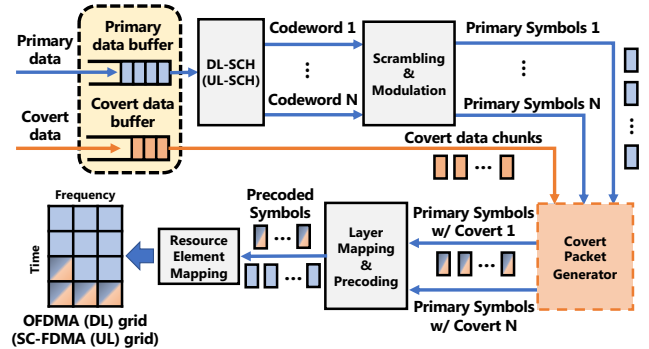 Primary
data
Primary
data buffer
DL-SCH
(UL-SCH)
Codeword 1
Codeword N
Scrambling
&
Modulation
Primary Symbols 1
Primary Symbols N
Covert
data
Covert data
buffer
Covert data chunks
Frequency
Time
OFDMA (DL) grid
(SC-FDMA (UL) grid)
Resource
Element
Mapping
Precoded
Symbols
Layer
Mapping
&
Precoding
Primary Symbols
w/ Covert 1
Primary Symbols
w/ Covert N
Covert
Packet
Generator